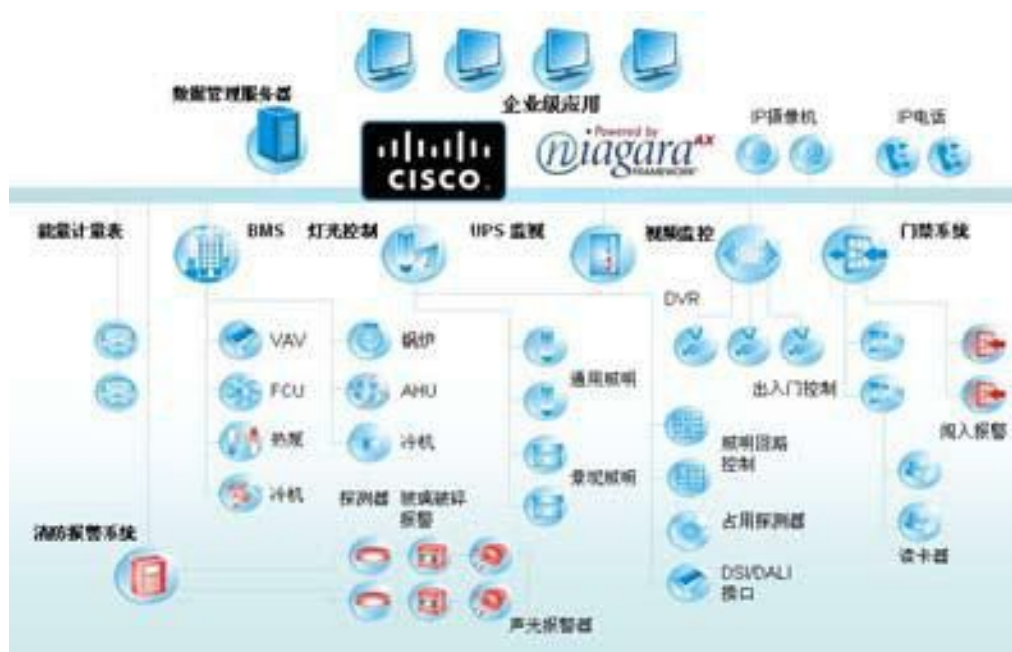 数据管理服务器
企业级应用
CISCO
Powered by
niagara AX
FRAMEWORK
IP摄像机
IP电话
能量计量表
BMS
灯光控制
UPS 监视
视频监控
门禁系统
DVR
VAV
锅炉
FCU
AHU
热泵
冷机
冷机
通用照明
景观照明
出入门控制
闯入报警
照明回路
控制
占用探测器
读卡器
DSI/DALI
接口
探测器
玻璃破碎
报警
消防报警系统
声光报警器